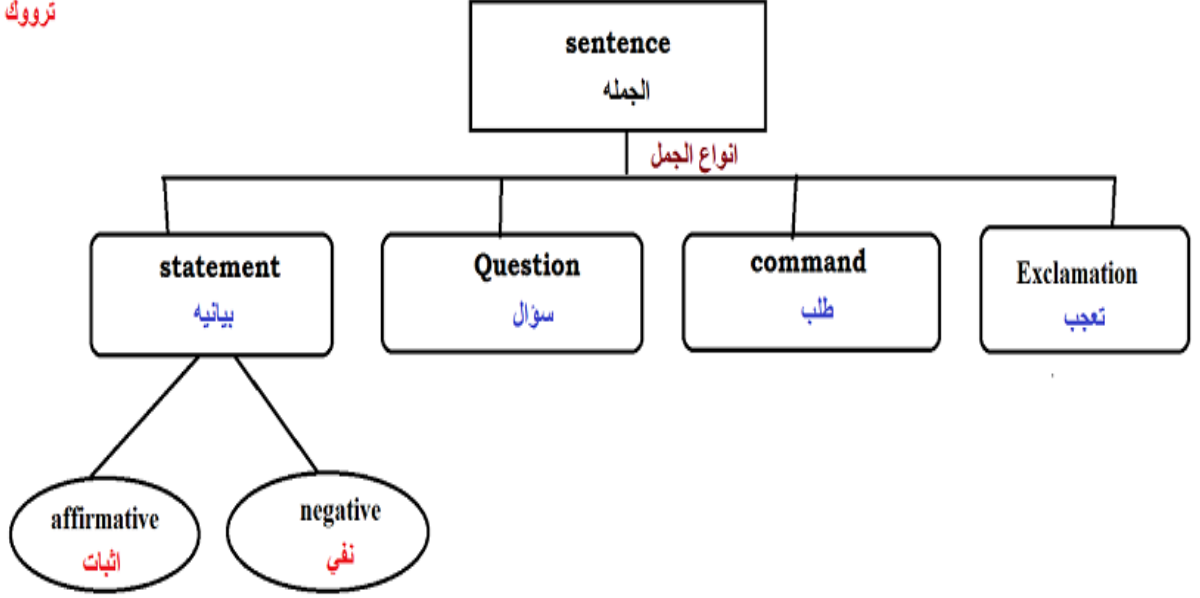 ترووك
sentence
الجمله
انواع الجمل
statement
بيانيه
Question
سؤال
command
طلب
Exclamation
تعجب
affirmative
اثبات
negative
نفي